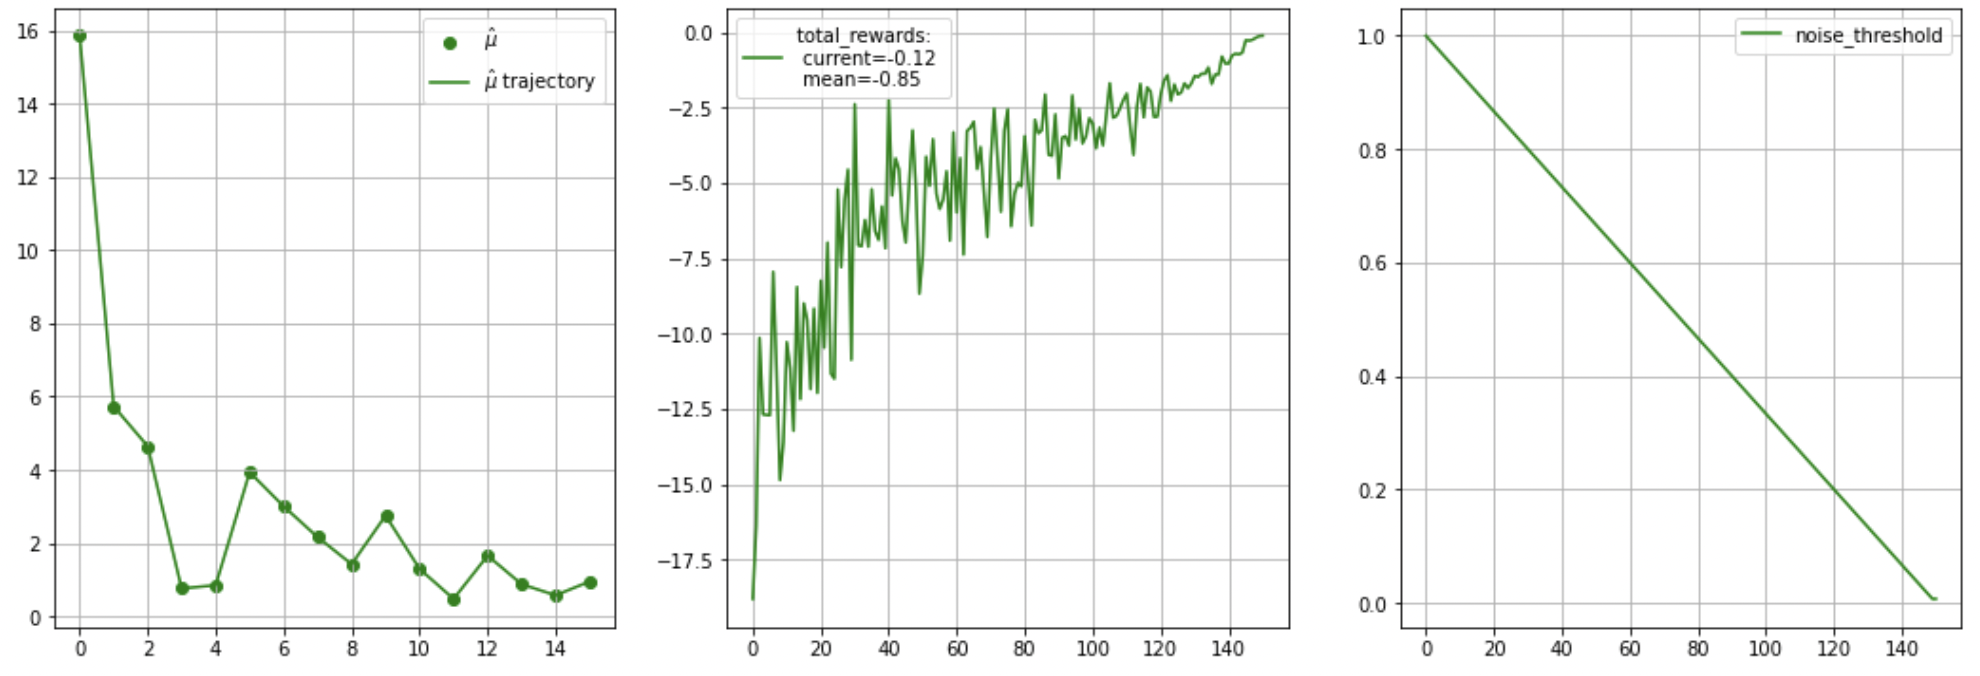 16
14
12
10
8
6
4
2
0
0 2 4 6 8 10 12 14
μ̂
μ̂ trajectory
0.0
−2.5
−5.0
−7.5
−10.0
−12.5
−15.0
−17.5
0 20 40 60 80 100 120 140
total_rewards:
current=-0.12
mean=-0.85
1.0
0.8
0.6
0.4
0.2
0.0
0 20 40 60 80 100 120 140
noise_threshold